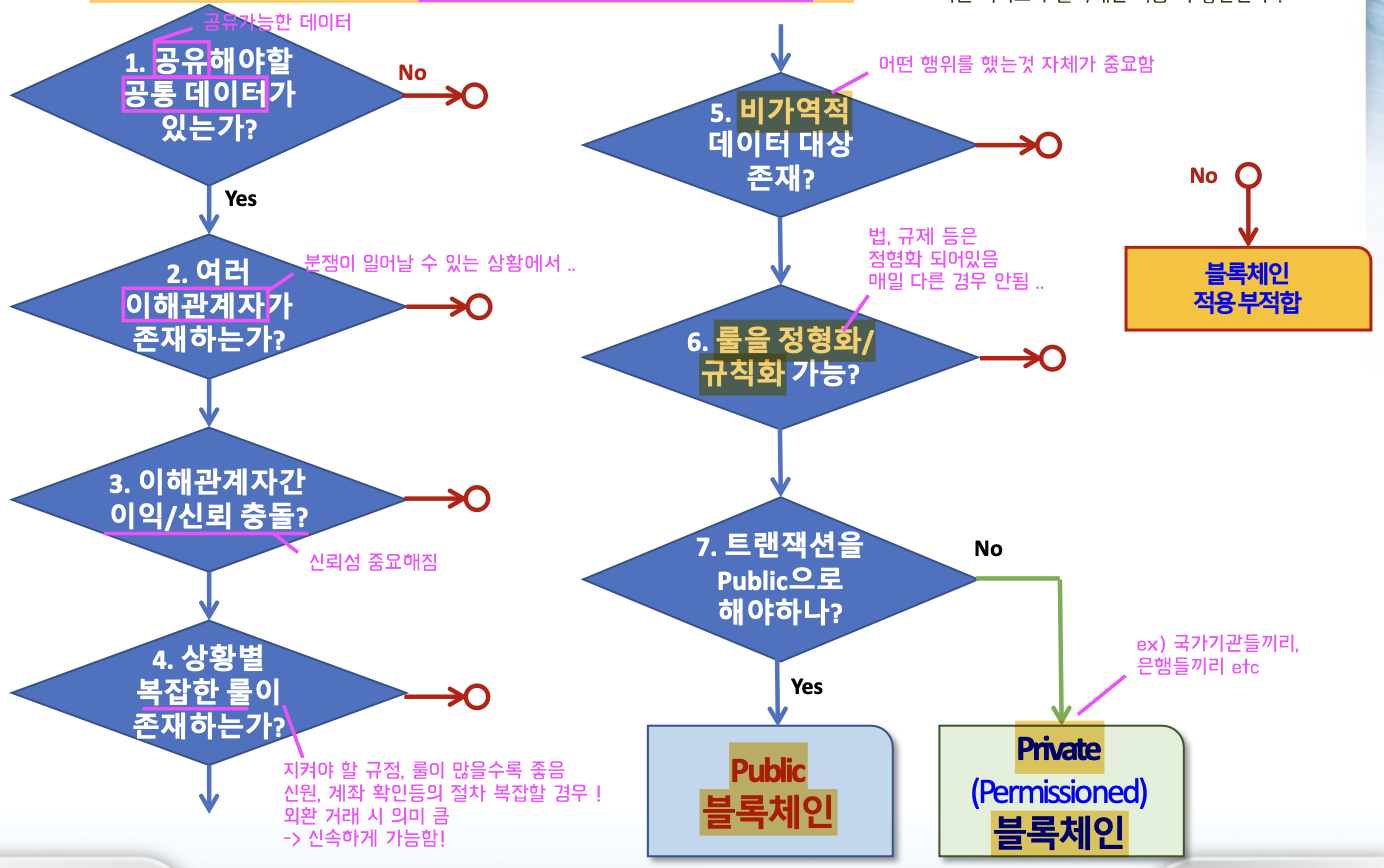 공유가능한 데이터
1. 공유해야할
공통 데이터가
있는가?
No
Yes
2. 여러
이해관계자가
존재하는가?
분쟁이 일어날 수 있는 상황에서 ..
3. 이해관계자간
이익/신뢰 충돌?
신뢰성 중요해짐
4. 상황별
복잡한 룰이
존재하는가?
지켜야 할 규정, 룰이 많을수록 좋음
신원, 계좌 확인등의 절차 복잡할 경우 !
외환 거래 시 의미 큼
-> 신속하게 가능함!
어떤 행위를 했는것 자체가 중요함
5. 비가역적
데이터 대상
존재?
법, 규제 등은
정형화 되어있음
매일 다른 경우 안됨 ..
6. 룰을 정형화/
규칙화 가능?
7. 트랜잭션을
Public으로
해야하나?
No
Yes
ex) 국가기관들끼리,
은행들끼리 etc
Public
블록체인
Private
(Permissioned)
블록체인
No
블록체인
적용 부적합